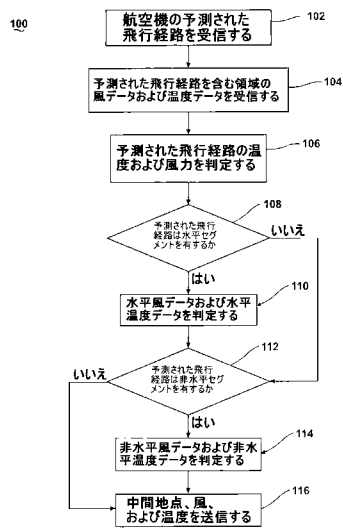 100
航空機の予測された
飛行経路を受信する
102
予測された飛行経路を含む領域の
風データおよび温度データを受信する
104
予測された飛行経路の温
度および風力を判定する
106
予測された飛行
経路は水平セグ
メントを有するか
108
いいえ
はい
水平風データおよび水平
温度データを判定する
110
予測された飛行
経路は非水平セグ
メントを有するか
112
いいえ
はい
非水平風データおよび非水
平温度データを判定する
114
中間地点、風、
および温度を送信する
116